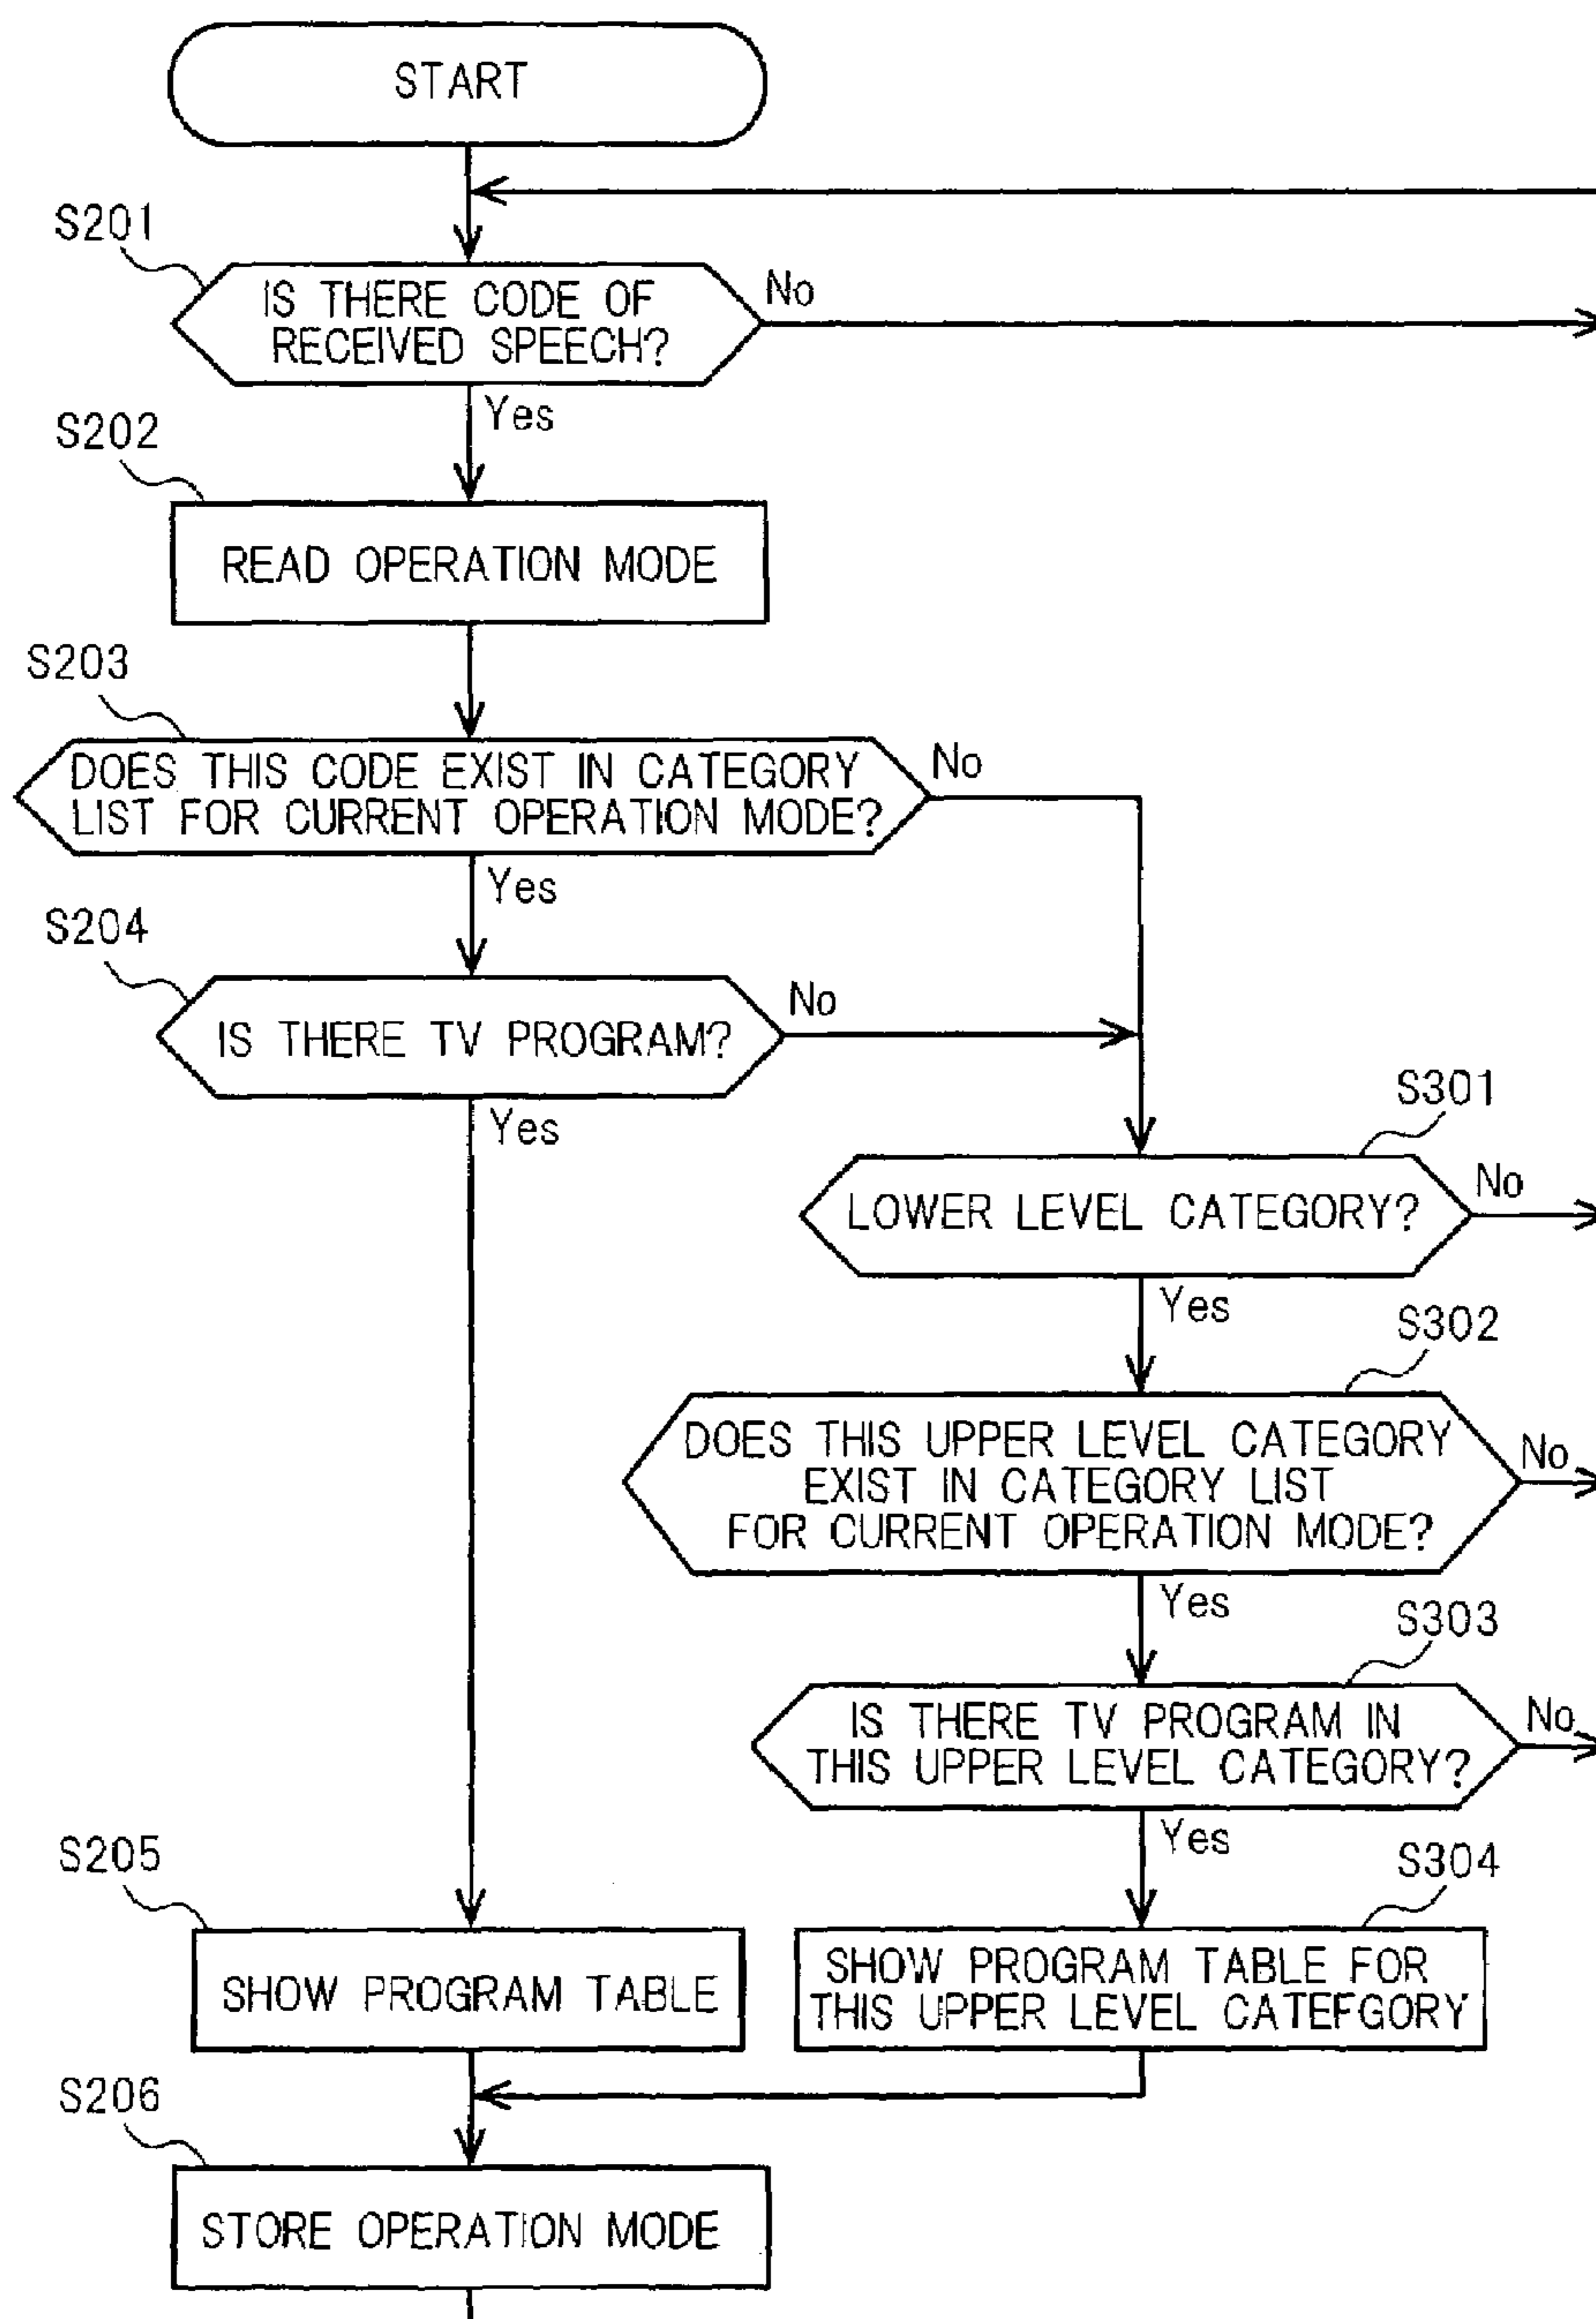 START
S201
IS THERE CODE OF
RECEIVED SPEECH?
No
Yes
S202
READ OPERATION MODE
S203
DOES THIS CODE EXIST IN CATEGORY
LIST FOR CURRENT OPERATION MODE?
No
Yes
S204
IS THERE TV PROGRAM?
No
Yes
S301
LOWER LEVEL CATEGORY?
No
Yes
S302
DOES THIS UPPER LEVEL CATEGORY
EXIST IN CATEGORY LIST
FOR CURRENT OPERATION MODE?
No
Yes
S303
IS THERE TV PROGRAM IN
THIS UPPER LEVEL CATEGORY?
No
Yes
S205
SHOW PROGRAM TABLE
S304
SHOW PROGRAM TABLE FOR
THIS UPPER LEVEL CATEFGORY
S206
STORE OPERATION MODE